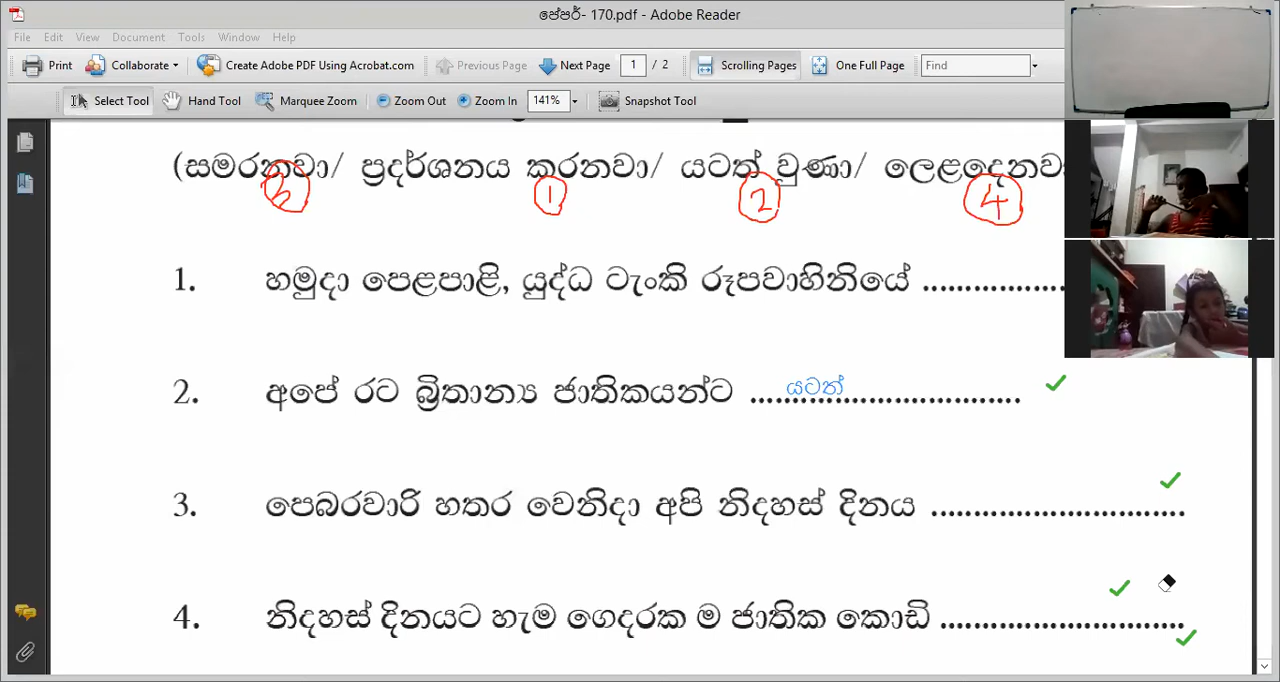 පේපර්- 170.pdf - Adobe Reader
File Edit View Document Tools Window Help
Print Collaborate Create Adobe PDF Using Acrobat.com Previous Page Next Page 1 / 2 Scrolling Pages One Full Page Find
Select Tool Hand Tool Marquee Zoom Zoom Out Zoom In 141% Snapshot Tool
(සමරනවා/ ප්‍රදර්ශනය කරනවා/ යටත් වුණා/ ලෙළදෙනව
3 1 2 4
1. හමුදා පෙළපාළි, යුද්ධ ටැංකි රූපවාහිනියේ ..................
2. අපේ රට බ්‍රිතාන්‍ය ජාතිකයන්ට යටත් ..............................
3. පෙබරවාරි හතර වෙනිදා අපි නිදහස් දිනය ............................
4. නිදහස් දිනයට හැම ගෙදරක ම ජාතික කොඩි ...........................